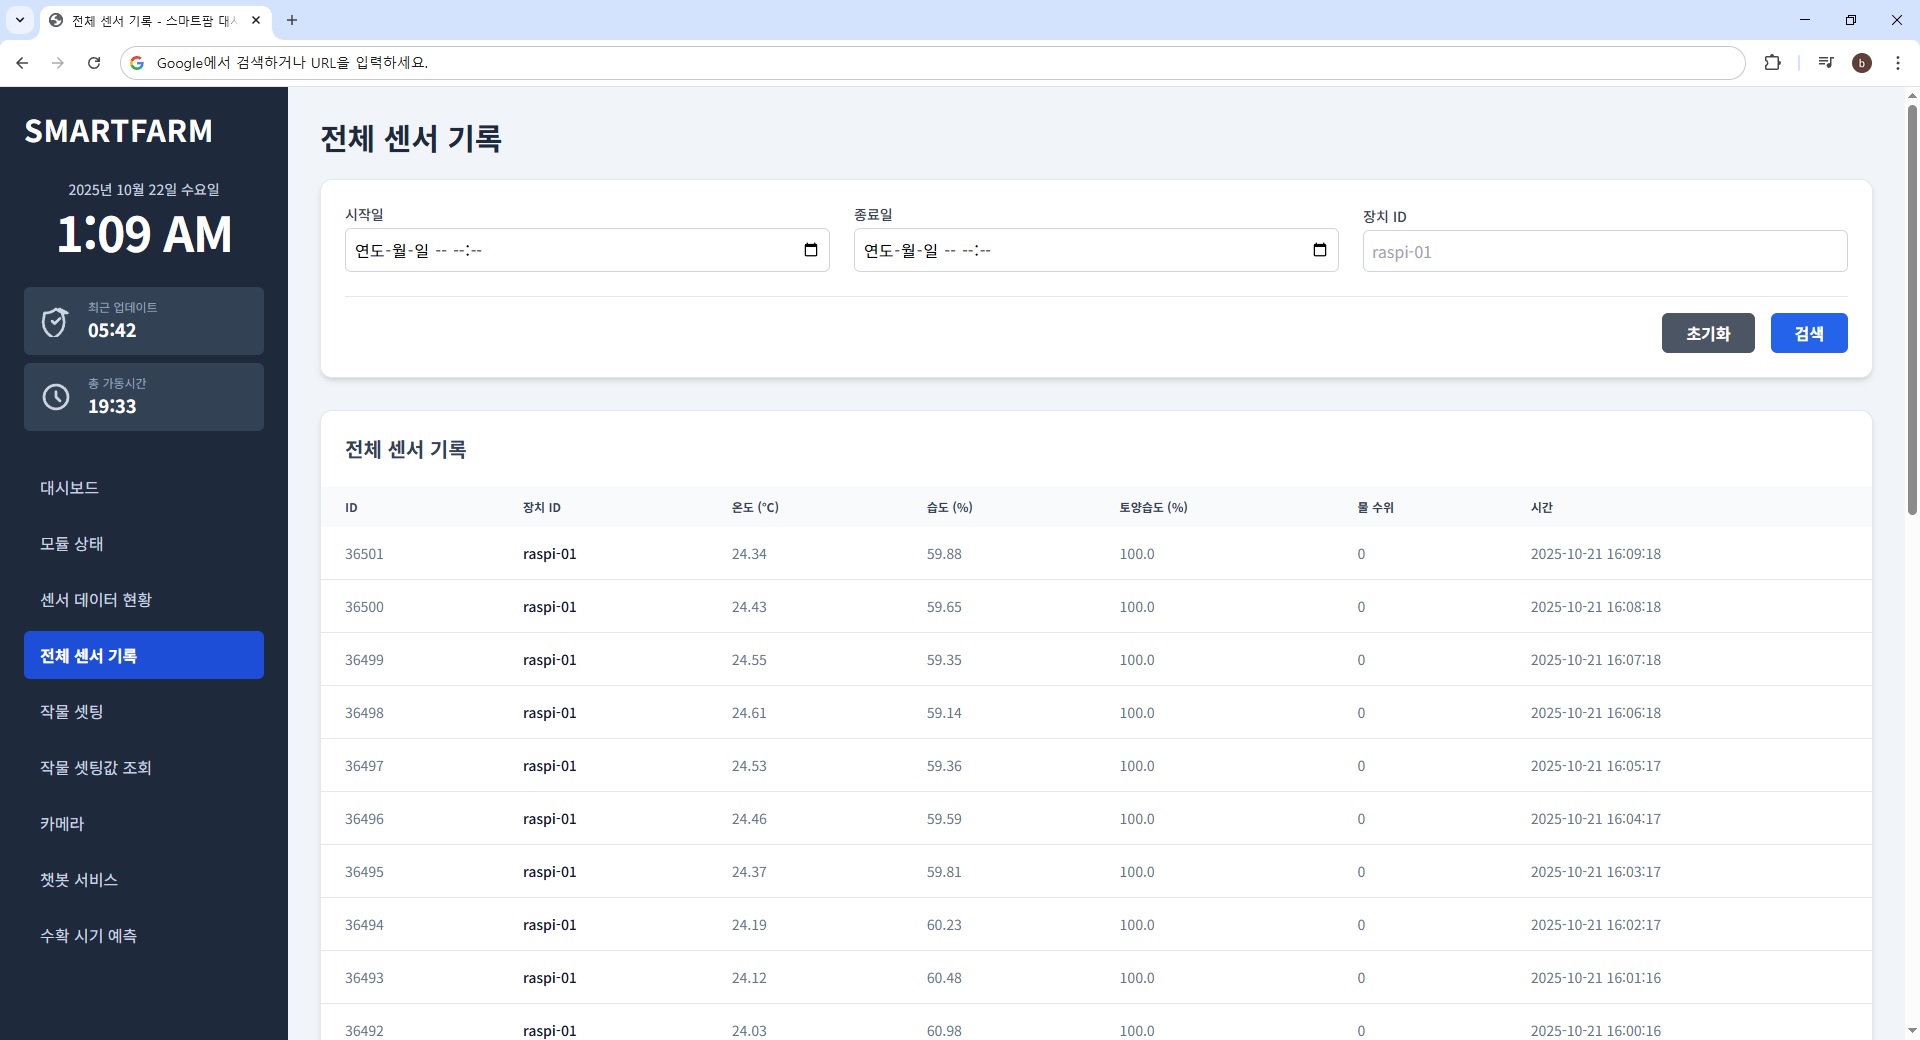 전체 센서 기록 - 스마트팜 대시
Google에서 검색하거나 URL을 입력하세요.
b
SMARTFARM
2025년 10월 22일 수요일
1:09 AM
최근 업데이트
05:42
총 가동시간
19:33
대시보드
모듈 상태
센서 데이터 현황
전체 센서 기록
작물 셋팅
작물 셋팅값 조회
카메라
챗봇 서비스
수확 시기 예측
전체 센서 기록
시작일 종료일 장치 ID
연도-월-일 -- --:-- 연도-월-일 -- --:-- raspi-01
초기화 검색
전체 센서 기록
ID 장치 ID 온도 (°C) 습도 (%) 토양습도 (%) 물 수위 시간
36501 raspi-01 24.34 59.88 100.0 0 2025-10-21 16:09:18
36500 raspi-01 24.43 59.65 100.0 0 2025-10-21 16:08:18
36499 raspi-01 24.55 59.35 100.0 0 2025-10-21 16:07:18
36498 raspi-01 24.61 59.14 100.0 0 2025-10-21 16:06:18
36497 raspi-01 24.53 59.36 100.0 0 2025-10-21 16:05:17
36496 raspi-01 24.46 59.59 100.0 0 2025-10-21 16:04:17
36495 raspi-01 24.37 59.81 100.0 0 2025-10-21 16:03:17
36494 raspi-01 24.19 60.23 100.0 0 2025-10-21 16:02:17
36493 raspi-01 24.12 60.48 100.0 0 2025-10-21 16:01:16
36492 raspi-01 24.03 60.98 100.0 0 2025-10-21 16:00:16